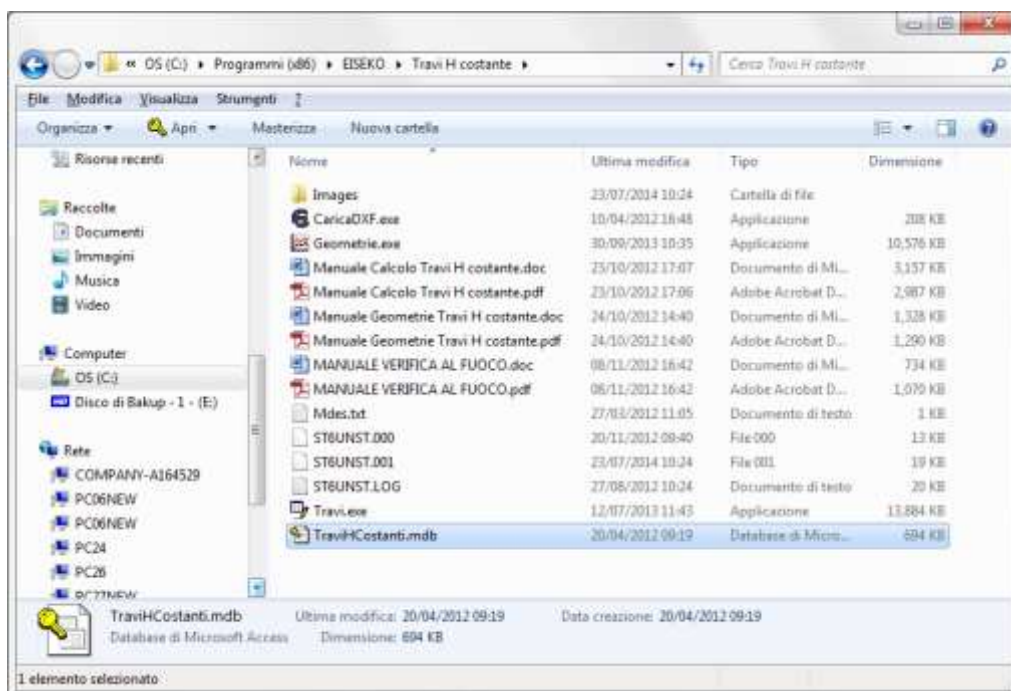 « OS (C:) ▸ Programmi (x86) ▸ EISEKO ▸ Travi H costante ▸ Cerca Travi H costante
File Modifica Visualizza Strumenti ?
Organizza Apri Masterizza Nuova cartella
Risorse recenti
Raccolte
Documenti
Immagini
Musica
Video
Computer
OS (C:)
Disco di Bakup - 1 - (E:)
Rete
COMPANY-A164529
PC06NEW
PC06NEW
PC24
PC26
PC27NEW
Nome Ultima modifica Tipo Dimensione
Images 23/07/2014 10:24 Cartella di file
CaricaDXF.exe 10/04/2012 16:48 Applicazione 208 KB
Geometrie.exe 30/09/2013 10:35 Applicazione 10,576 KB
Manuale Calcolo Travi H costante.doc 23/10/2012 17:07 Documento di Mi... 3,157 KB
Manuale Calcolo Travi H costante.pdf 23/10/2012 17:06 Adobe Acrobat D... 2,987 KB
Manuale Geometrie Travi H costante.doc 24/10/2012 14:40 Documento di Mi... 1,328 KB
Manuale Geometrie Travi H costante.pdf 24/10/2012 14:40 Adobe Acrobat D... 1,290 KB
MANUALE VERIFICA AL FUOCO.doc 08/11/2012 16:42 Documento di Mi... 734 KB
MANUALE VERIFICA AL FUOCO.pdf 08/11/2012 16:42 Adobe Acrobat D... 1,070 KB
Mdes.txt 27/03/2012 11:05 Documento di testo 1 KB
ST6UNST.000 20/11/2012 09:40 File 000 13 KB
ST6UNST.001 23/07/2014 10:24 File 001 19 KB
ST6UNST.LOG 27/08/2012 10:24 Documento di testo 20 KB
Travi.exe 12/07/2013 11:43 Applicazione 13,884 KB
TraviHCostanti.mdb 20/04/2012 09:19 Database di Micro... 694 KB
TraviHCostanti.mdb Ultima modifica: 20/04/2012 09:19 Data creazione: 20/04/2012 09:19
Database di Microsoft Access Dimensione: 694 KB
1 elemento selezionato